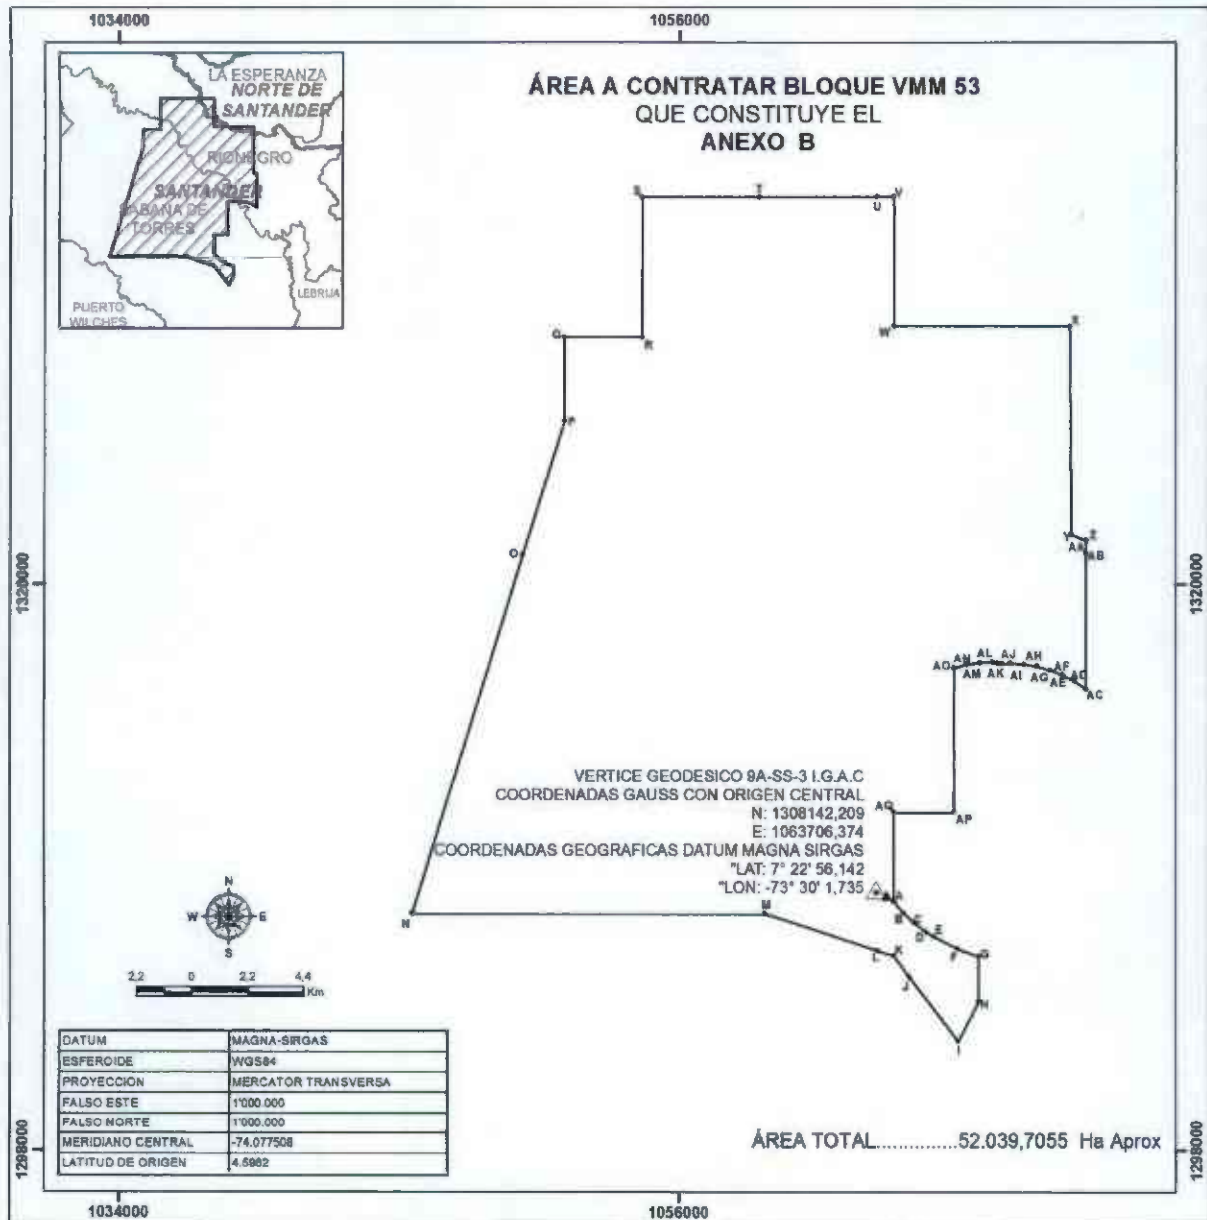 1034000
1056000
LA ESPERANZA
NORTE DE
SANTANDER
RIONEGRO
SANTANDER
SABANA DE
TORRES
LEBRIJA
PUERTO
WILCHES
ÁREA A CONTRATAR BLOQUE VMM 53
QUE CONSTITUYE EL
ANEXO B
S
T
U
V
W
X
Q
R
P
O
Y
Z
AA
AB
1320000
1320000
AO
AN
AM
AL
AK
AJ
AI
AH
AG
AF
AE
AD
AC
VERTICE GEODESICO 9A-SS-3 I.G.A.C
COORDENADAS GAUSS CON ORIGEN CENTRAL
N: 1308142,209
E: 1063706,374
COORDENADAS GEOGRAFICAS DATUM MAGNA SIRGAS
"LAT: 7° 22' 56,142
"LON: -73° 30' 1,735
AQ
AP
A
B
C
D
E
F
G
H
I
J
K
L
M
N
N
W
E
S
2,2
0
2,2
4,4
Km
DATUM MAGNA-SIRGAS
ESFEROIDE WGS84
PROYECCION MERCATOR TRANSVERSA
FALSO ESTE 1'000.000
FALSO NORTE 1'000.000
MERIDIANO CENTRAL -74.077508
LATITUD DE ORIGEN 4.5962
ÁREA TOTAL..............52.039,7055 Ha Aprox
1298000
1298000
1034000
1056000